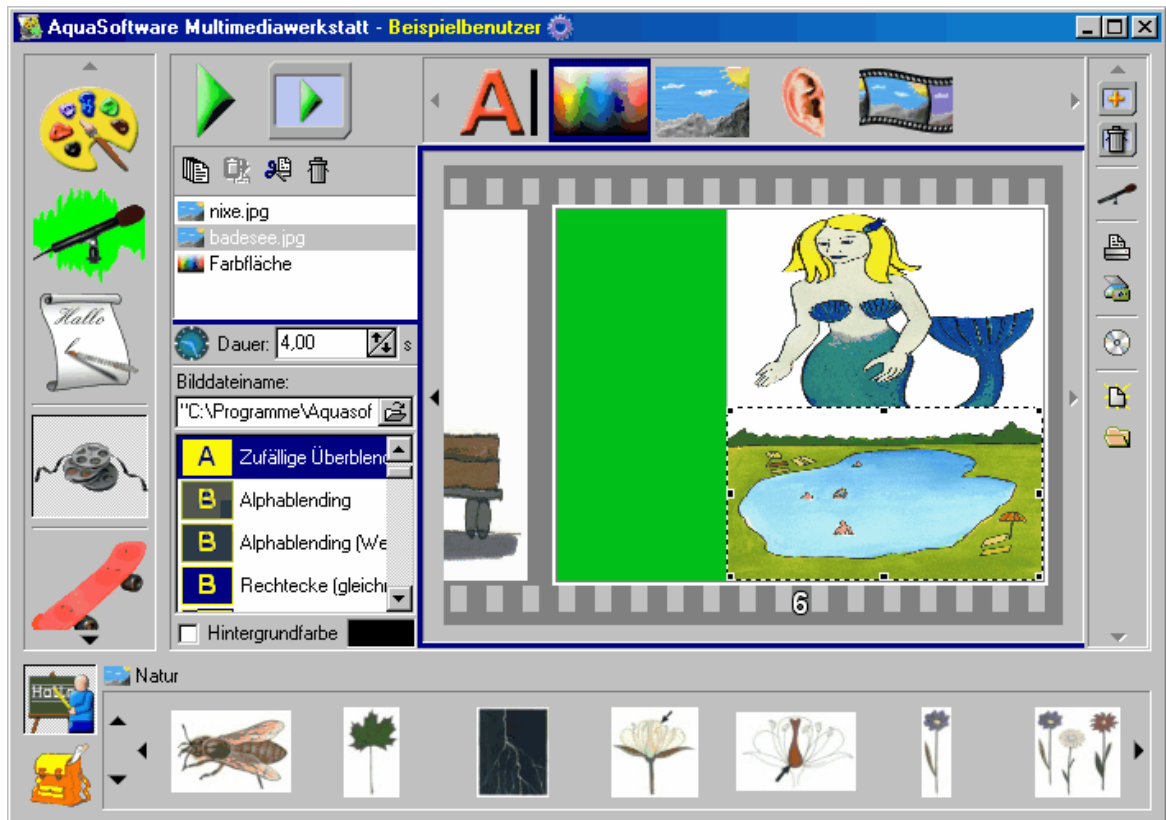 AquaSoftware Multimediawerkstatt - Beispielbenutzer
A
nixe.jpg
badesee.jpg
Farbfläche
Hallo
Dauer: 4,00 s
Bilddateiname:
"C:\Programme\Aquasof
A Zufällige Überblend
B Alphablending
B Alphablending (We
B Rechtecke (gleich
Hintergrundfarbe
6
Hallo
Natur